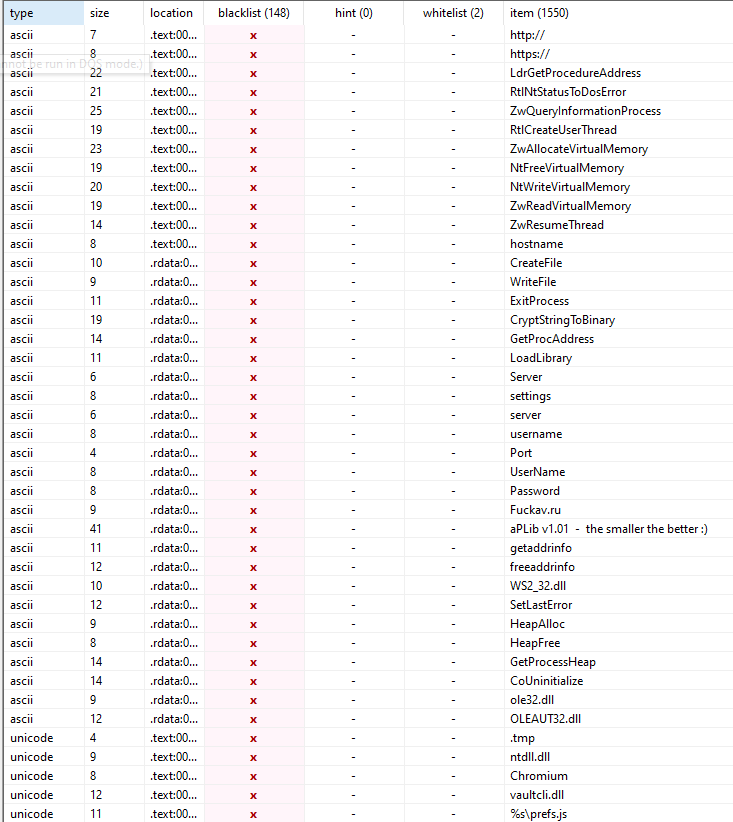 type size location blacklist (148) hint (0) whitelist (2) item (1550)
ascii 7 .text:00... x - - http://
ascii 8 .text:00... x - - https://
nnot be run in DOS mode.)
ascii 22 .text:00... x - - LdrGetProcedureAddress
ascii 21 .text:00... x - - RtlNtStatusToDosError
ascii 25 .text:00... x - - ZwQueryInformationProcess
ascii 19 .text:00... x - - RtlCreateUserThread
ascii 23 .text:00... x - - ZwAllocateVirtualMemory
ascii 19 .text:00... x - - NtFreeVirtualMemory
ascii 20 .text:00... x - - NtWriteVirtualMemory
ascii 19 .text:00... x - - ZwReadVirtualMemory
ascii 14 .text:00... x - - ZwResumeThread
ascii 8 .text:00... x - - hostname
ascii 10 .rdata:0... x - - CreateFile
ascii 9 .rdata:0... x - - WriteFile
ascii 11 .rdata:0... x - - ExitProcess
ascii 19 .rdata:0... x - - CryptStringToBinary
ascii 14 .rdata:0... x - - GetProcAddress
ascii 11 .rdata:0... x - - LoadLibrary
ascii 6 .rdata:0... x - - Server
ascii 8 .rdata:0... x - - settings
ascii 6 .rdata:0... x - - server
ascii 8 .rdata:0... x - - username
ascii 4 .rdata:0... x - - Port
ascii 8 .rdata:0... x - - UserName
ascii 8 .rdata:0... x - - Password
ascii 9 .rdata:0... x - - Fuckav.ru
ascii 41 .rdata:0... x - - aPLib v1.01 - the smaller the better :)
ascii 11 .rdata:0... x - - getaddrinfo
ascii 12 .rdata:0... x - - freeaddrinfo
ascii 10 .rdata:0... x - - WS2_32.dll
ascii 12 .rdata:0... x - - SetLastError
ascii 9 .rdata:0... x - - HeapAlloc
ascii 8 .rdata:0... x - - HeapFree
ascii 14 .rdata:0... x - - GetProcessHeap
ascii 14 .rdata:0... x - - CoUninitialize
ascii 9 .rdata:0... x - - ole32.dll
ascii 12 .rdata:0... x - - OLEAUT32.dll
unicode 4 .text:00... x - - .tmp
unicode 9 .text:00... x - - ntdll.dll
unicode 8 .text:00... x - - Chromium
unicode 12 .text:00... x - - vaultcli.dll
unicode 11 .text:00... x - - %s\prefs.js